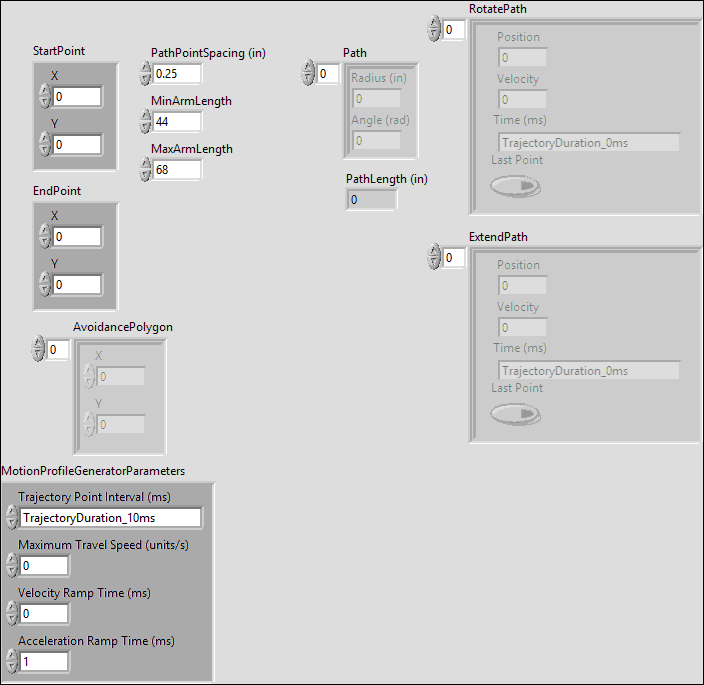 StartPoint
X
0
Y
0
EndPoint
X
0
Y
0
PathPointSpacing (in)
0.25
MinArmLength
44
MaxArmLength
68
0
AvoidancePolygon
X
0
Y
0
MotionProfileGeneratorParameters
Trajectory Point Interval (ms)
TrajectoryDuration_10ms
Maximum Travel Speed (units/s)
0
Velocity Ramp Time (ms)
0
Acceleration Ramp Time (ms)
1
0
Path
Radius (in)
0
Angle (rad)
0
PathLength (in)
0
0
RotatePath
Position
0
Velocity
0
Time (ms)
TrajectoryDuration_0ms
Last Point
0
ExtendPath
Position
0
Velocity
0
Time (ms)
TrajectoryDuration_0ms
Last Point